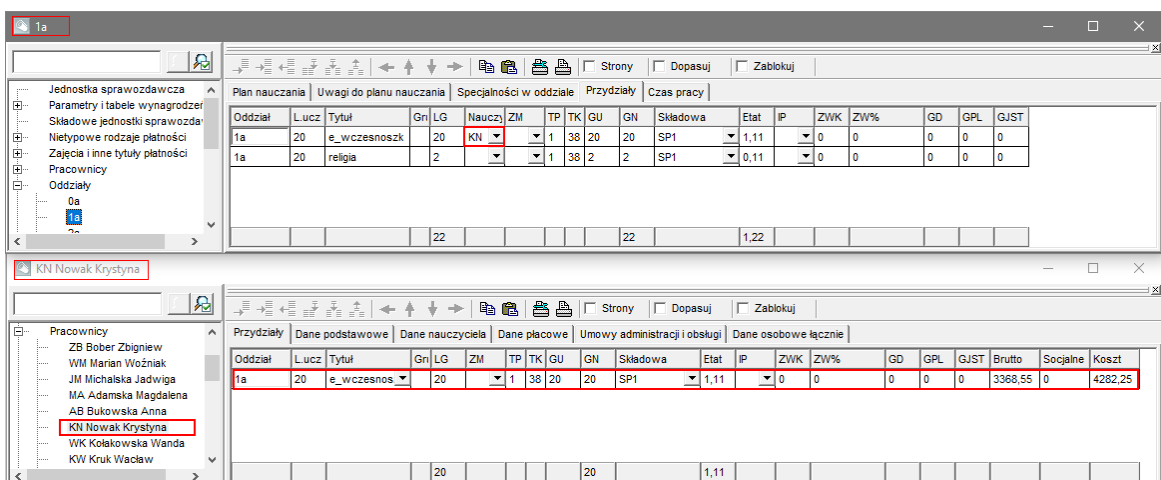 1a
Strony Dopasuj Zablokuj
Jednostka sprawozdawcza
Parametry i tabele wynagrodzeń
Składowe jednostki sprawozda
Nietypowe rodzaje płatności
Zajęcia i inne tytuły płatności
Pracownicy
Oddziały
0a
1a
Plan nauczania Uwagi do planu nauczania Specjalności w oddziale Przydziały Czas pracy
Oddział L.ucz Tytuł Gri LG Nauczy ZM TP TK GU GN Składowa Etat IP ZWK ZW% GD GPL GJST
1a 20 e_wczesnoszk 20 KN 1 38 20 20 SP1 1,11 0 0 0 0 0
1a 20 religia 2 1 38 2 2 SP1 0,11 0 0 0 0 0
22 22 1,22
KN Nowak Krystyna
Strony Dopasuj Zablokuj
Pracownicy
ZB Bober Zbigniew
WM Marian Woźniak
JM Michalska Jadwiga
MA Adamska Magdalena
AB Bukowska Anna
KN Nowak Krystyna
WK Kołakowska Wanda
KW Kruk Wacław
Przydziały Dane podstawowe Dane nauczyciela Dane płacowe Umowy administracji i obsługi Dane osobowe łącznie
Oddział L.ucz Tytuł Gri LG ZM TP TK GU GN Składowa Etat IP ZWK ZW% GD GPL GJST Brutto Socjalne Koszt
1a 20 e_wczesnos 20 1 38 20 20 SP1 1,11 0 0 0 0 0 3368,55 0 4282,25
20 20 1,11